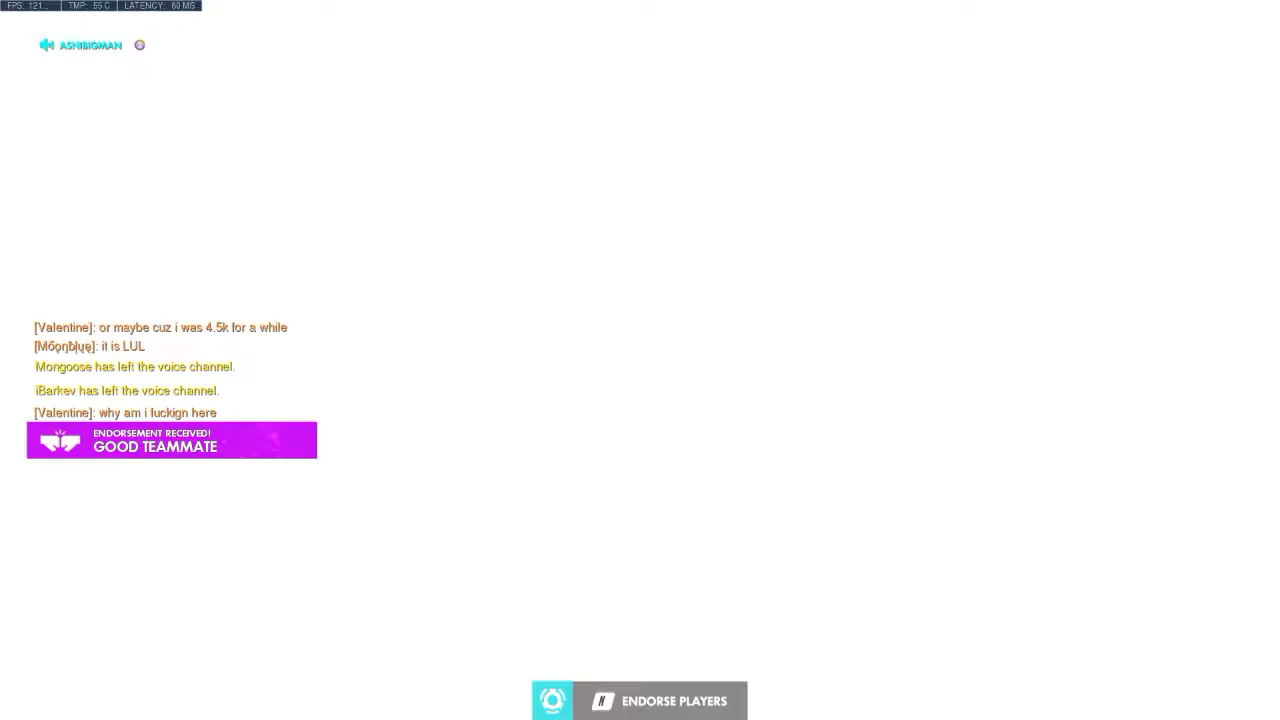 FPS: 121... TMP: 55 C LATENCY: 60 MS
ASNIBIGMAN
[Valentine]: or maybe cuz i was 4.5k for a while
[Mőǫηƀ|ųę]: it is LUL
Mongoose has left the voice channel.
iBarkev has left the voice channel.
[Valentine]: why am i fuckign here
ENDORSEMENT RECEIVED!
GOOD TEAMMATE
N ENDORSE PLAYERS